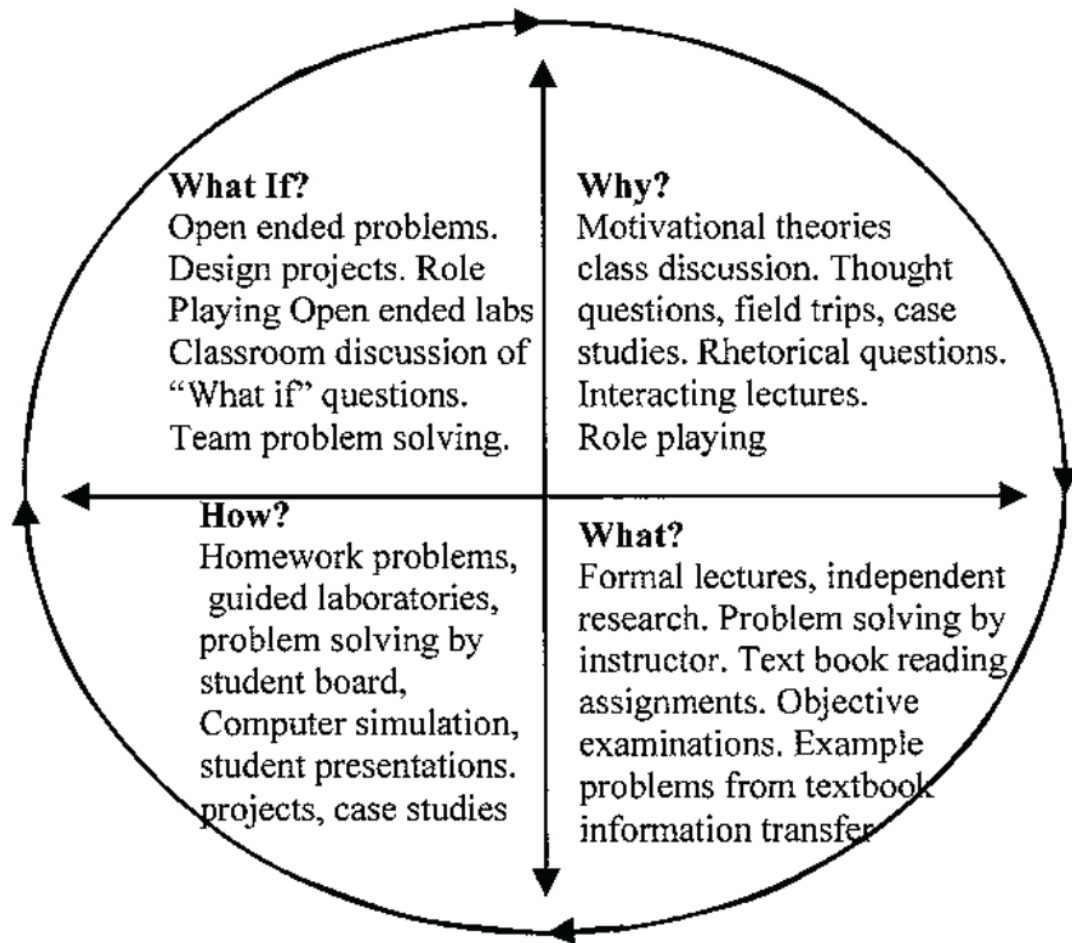 What If?
Open ended problems.
Design projects. Role
Playing Open ended labs
Classroom discussion of
“What if” questions.
Team problem solving.
Why?
Motivational theories
class discussion. Thought
questions, field trips, case
studies. Rhetorical questions.
Interacting lectures.
Role playing
How?
Homework problems,
guided laboratories,
problem solving by
student board,
Computer simulation,
student presentations.
projects, case studies
What?
Formal lectures, independent
research. Problem solving by
instructor. Text book reading
assignments. Objective
examinations. Example
problems from textbook
information transfer